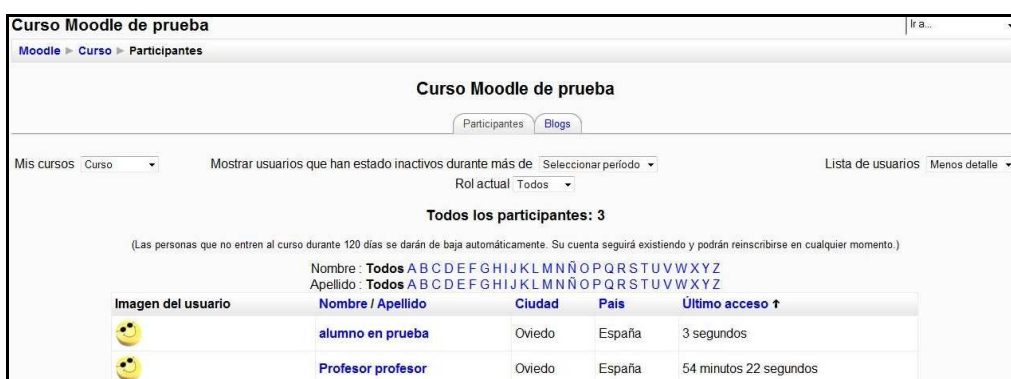 Curso Moodle de prueba
Ir a...
Moodle ► Curso ► Participantes
Curso Moodle de prueba
Participantes Blogs
Mis cursos Curso Mostrar usuarios que han estado inactivos durante más de Seleccionar período Lista de usuarios Menos detalle
Rol actual Todos
Todos los participantes: 3
(Las personas que no entren al curso durante 120 días se darán de baja automáticamente. Su cuenta seguirá existiendo y podrán reinscribirse en cualquier momento.)
Nombre : Todos A B C D E F G H I J K L M N Ñ O P Q R S T U V W X Y Z
Apellido : Todos A B C D E F G H I J K L M N Ñ O P Q R S T U V W X Y Z
Imagen del usuario Nombre / Apellido Ciudad País Último acceso ↑
alumno en prueba Oviedo España 3 segundos
Profesor profesor Oviedo España 54 minutos 22 segundos